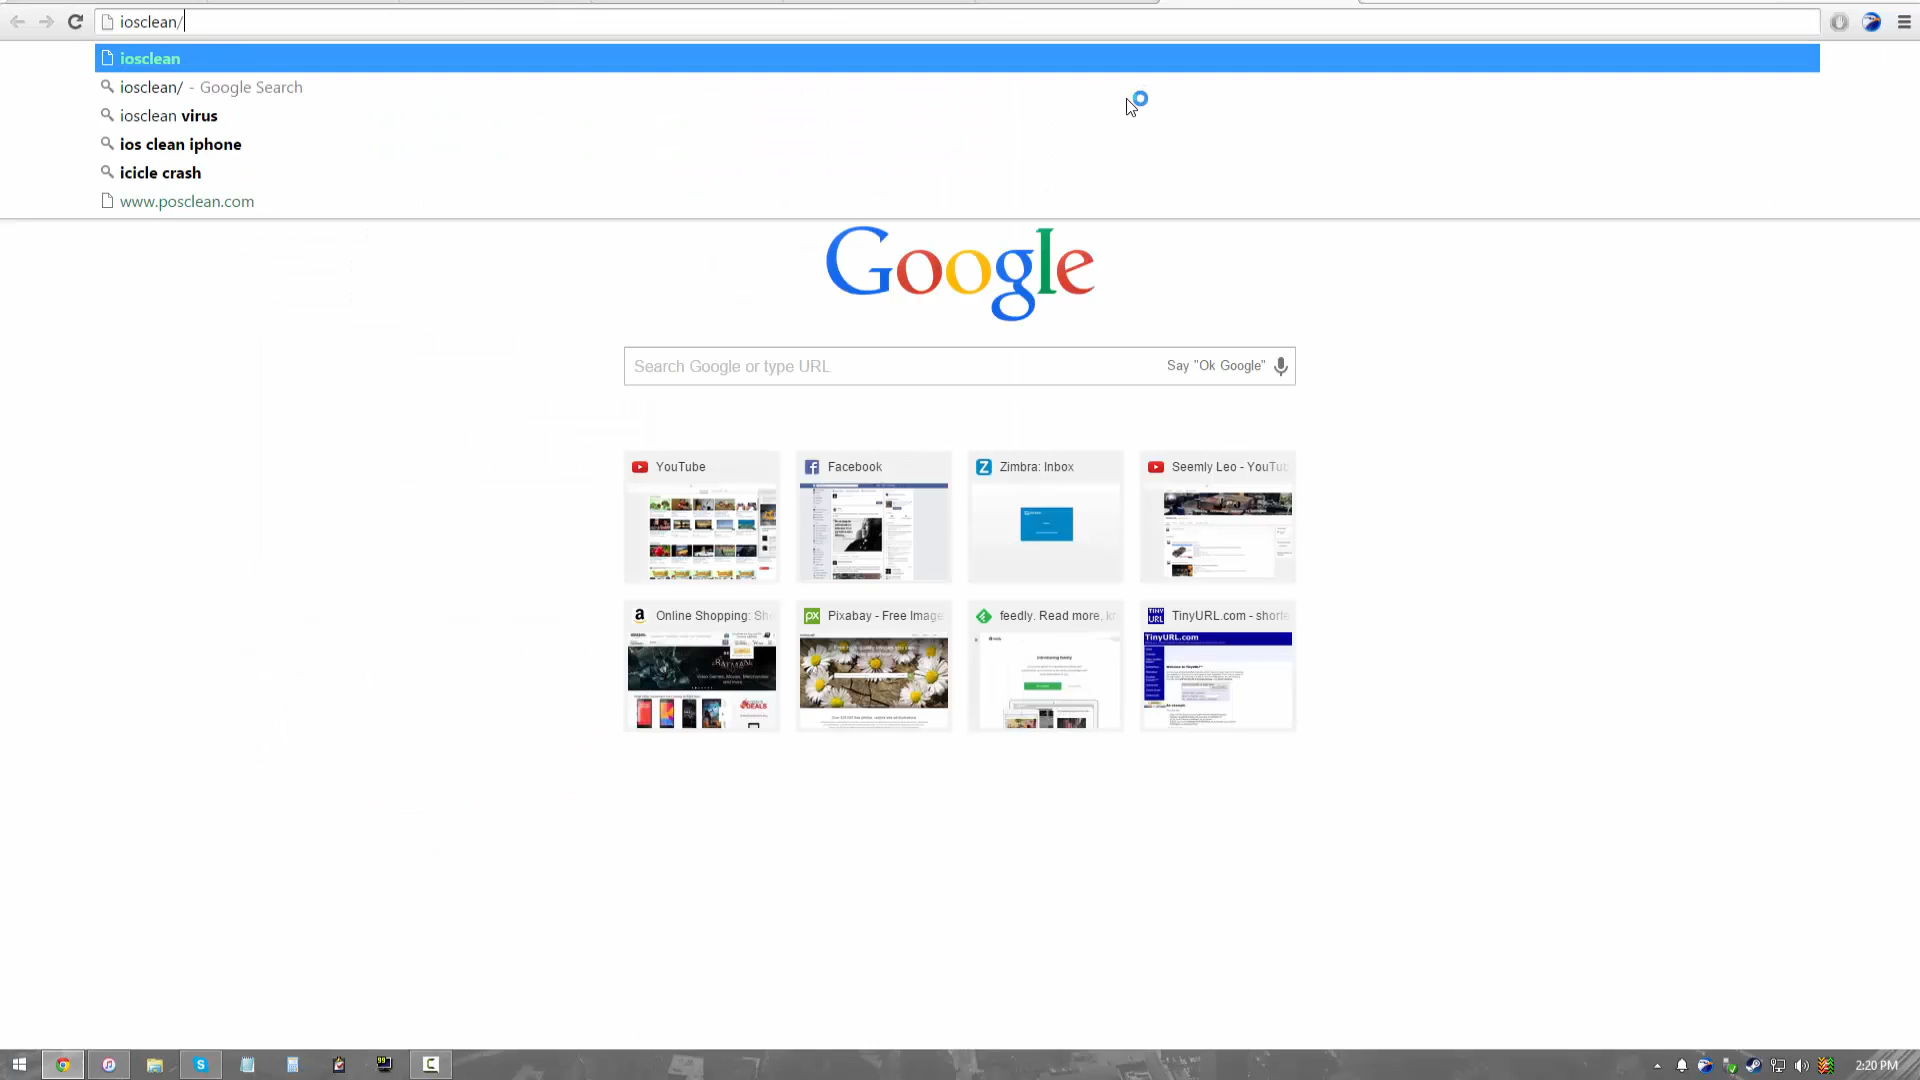 iosclean/
iosclean
iosclean/ - Google Search
iosclean virus
ios clean iphone
icicle crash
www.posclean.com
Google
Search Google or type URL
Say "Ok Google"
YouTube
Facebook
Zimbra: Inbox
Seemly Leo - YouTu
Online Shopping: Sh
Pixabay - Free Image
feedly. Read more, kr
TinyURL.com - shorte
TinyURL.com
2:20 PM